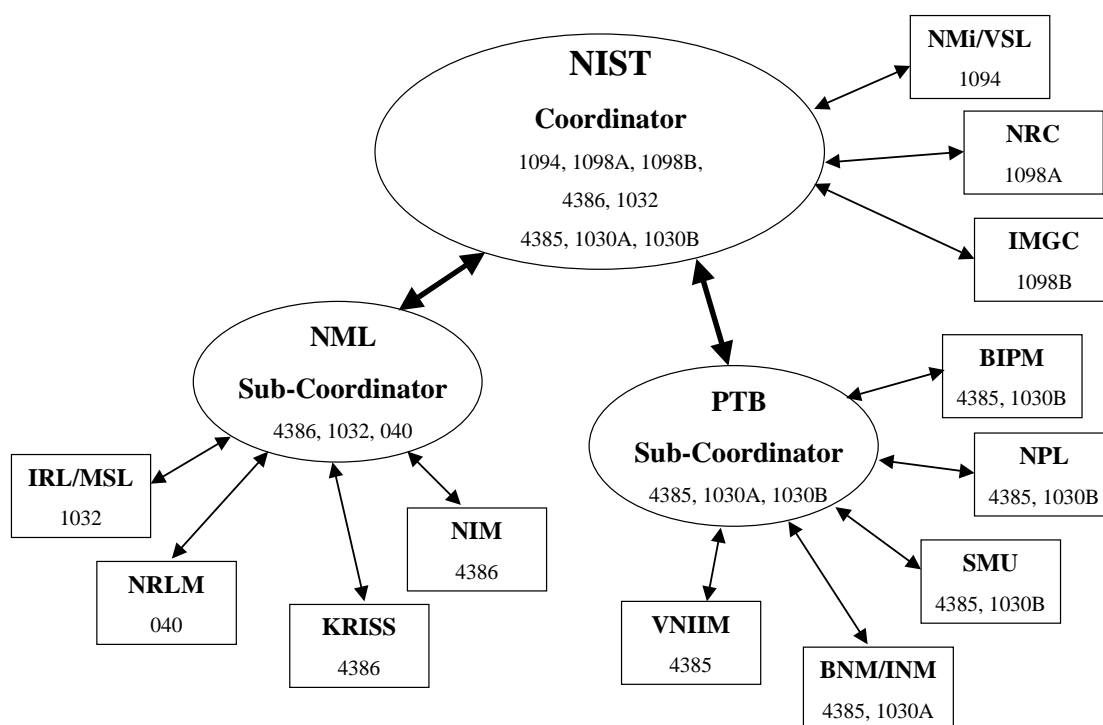 NIST
Coordinator
1094, 1098A, 1098B,
4386, 1032
4385, 1030A, 1030B
NMi/VSL
1094
NRC
1098A
IMGC
1098B
NML
Sub-Coordinator
4386, 1032, 040
PTB
Sub-Coordinator
4385, 1030A, 1030B
BIPM
4385, 1030B
NPL
4385, 1030B
SMU
4385, 1030B
IRL/MSL
1032
NRLM
040
KRISS
4386
NIM
4386
VNIIM
4385
BNM/INM
4385, 1030A